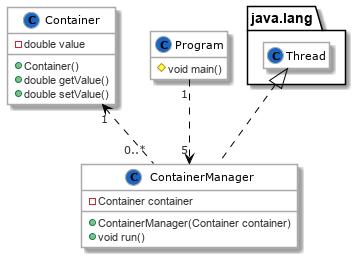 C Container
double value
Container()
double getValue()
double setValue()
C Program
void main()
java.lang
C Thread
1
1
0..*
5
C ContainerManager
Container container
ContainerManager(Container container)
void run()